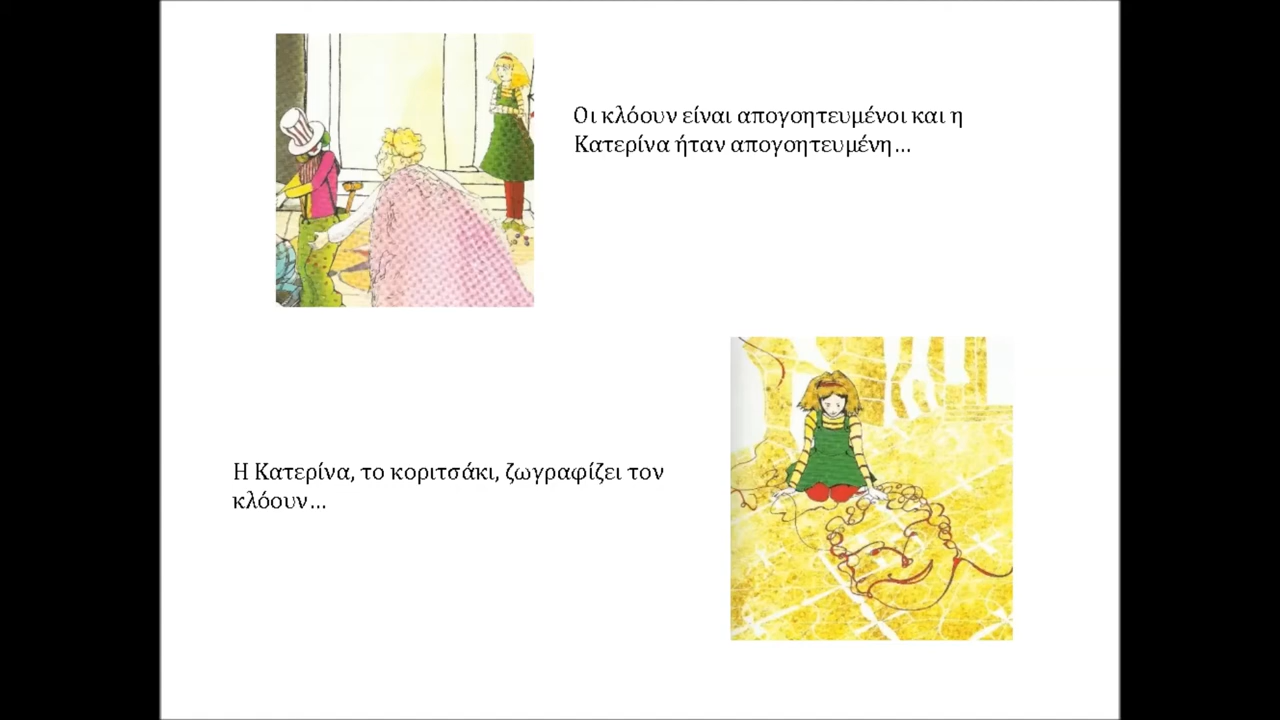 Οι κλόουν είναι απογοητευμένοι και η
Κατερίνα ήταν απογοητευμένη...
Η Κατερίνα, το κοριτσάκι, ζωγραφίζει τον
κλόουν...